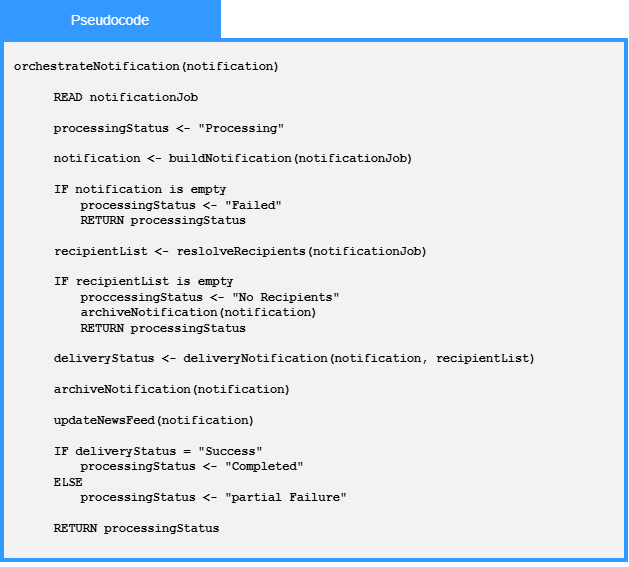 Pseudocode
orchestrateNotification(notification)
READ notificationJob
processingStatus <- "Processing"
notification <- buildNotification(notificationJob)
IF notification is empty
processingStatus <- "Failed"
RETURN processingStatus
recipientList <- reslolveRecipients(notificationJob)
IF recipientList is empty
proccessingStatus <- "No Recipients"
archiveNotification(notification)
RETURN processingStatus
deliveryStatus <- deliveryNotification(notification, recipientList)
archiveNotification(notification)
updateNewsFeed(notification)
IF deliveryStatus = "Success"
processingStatus <- "Completed"
ELSE
processingStatus <- "partial Failure"
RETURN processingStatus